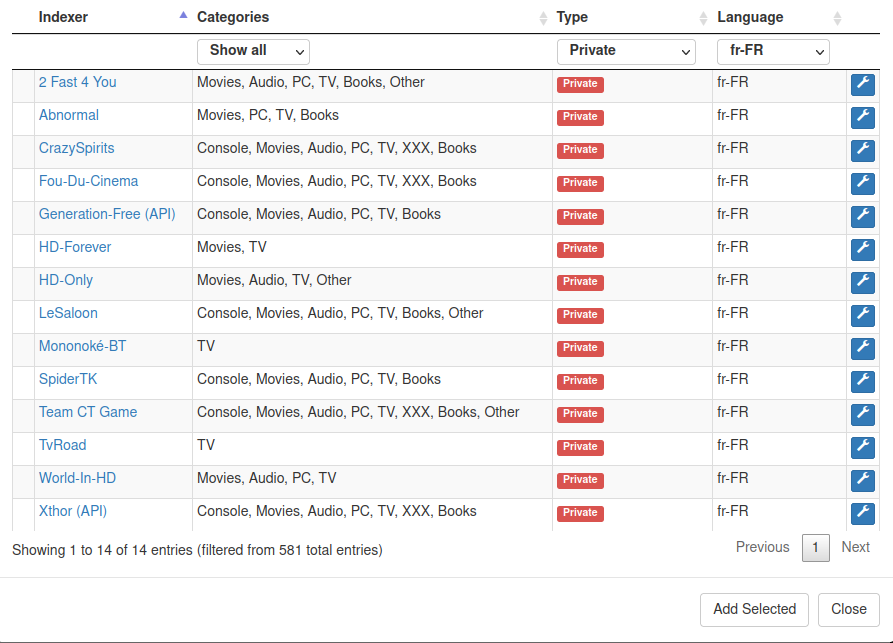 Indexer Categories Type Language
Show all Private fr-FR
2 Fast 4 You Movies, Audio, PC, TV, Books, Other Private fr-FR
Abnormal Movies, PC, TV, Books Private fr-FR
CrazySpirits Console, Movies, Audio, PC, TV, XXX, Books Private fr-FR
Fou-Du-Cinema Console, Movies, Audio, PC, TV, XXX, Books Private fr-FR
Generation-Free (API) Console, Movies, Audio, PC, TV, Books Private fr-FR
HD-Forever Movies, TV Private fr-FR
HD-Only Movies, Audio, TV, Other Private fr-FR
LeSaloon Console, Movies, Audio, PC, TV, Books, Other Private fr-FR
Mononoké-BT TV Private fr-FR
SpiderTK Console, Movies, Audio, PC, TV, Books Private fr-FR
Team CT Game Console, Movies, Audio, PC, TV, XXX, Books, Other Private fr-FR
TvRoad TV Private fr-FR
World-In-HD Movies, Audio, PC, TV Private fr-FR
Xthor (API) Console, Movies, Audio, PC, TV, XXX, Books Private fr-FR
Showing 1 to 14 of 14 entries (filtered from 581 total entries) Previous 1 Next
Add Selected Close